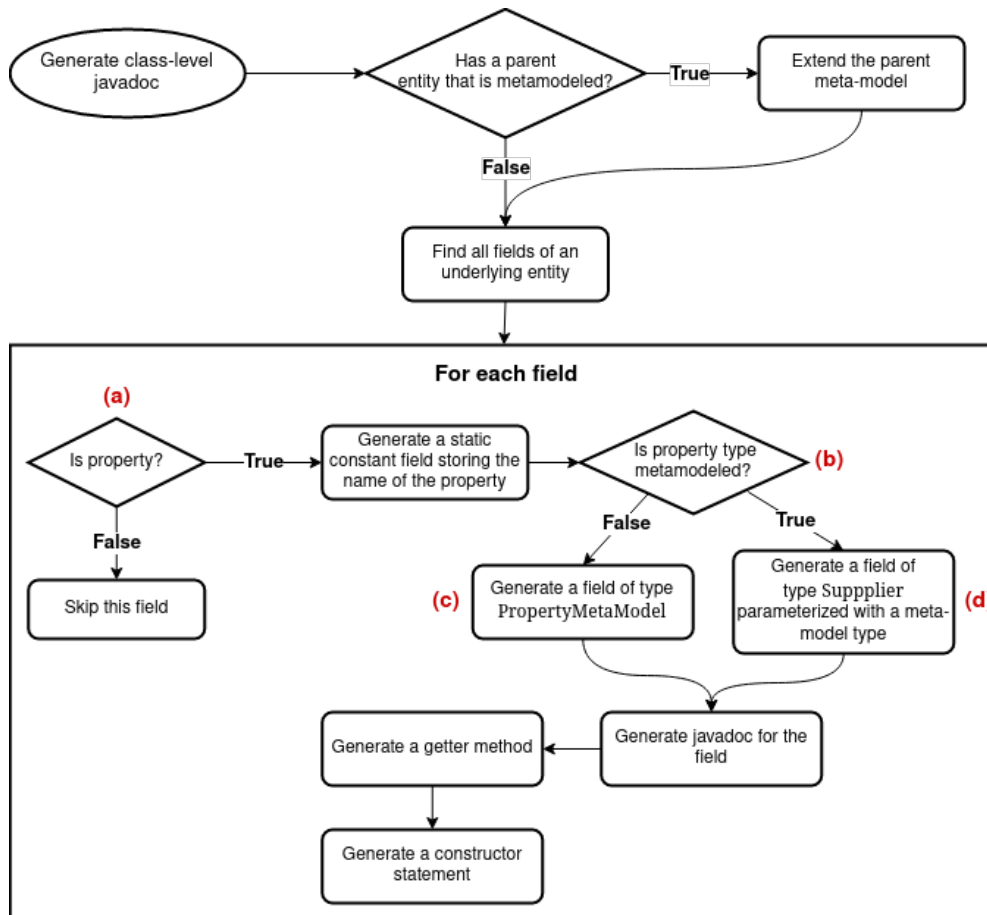 Generate class-level
javadoc
Has a parent
entity that is metamodeled?
True
Extend the parent
meta-model
False
Find all fields of an
underlying entity
For each field
(a)
Is property?
True
Generate a static
constant field storing the
name of the property
Is property type
metamodeled?
(b)
False
Skip this field
False
True
(c)
Generate a field of type
PropertyMetaModel
Generate a field of
type Suppplier
parameterized with a meta-
model type
(d
Generate javadoc for the
field
Generate a getter method
Generate a constructor
statement